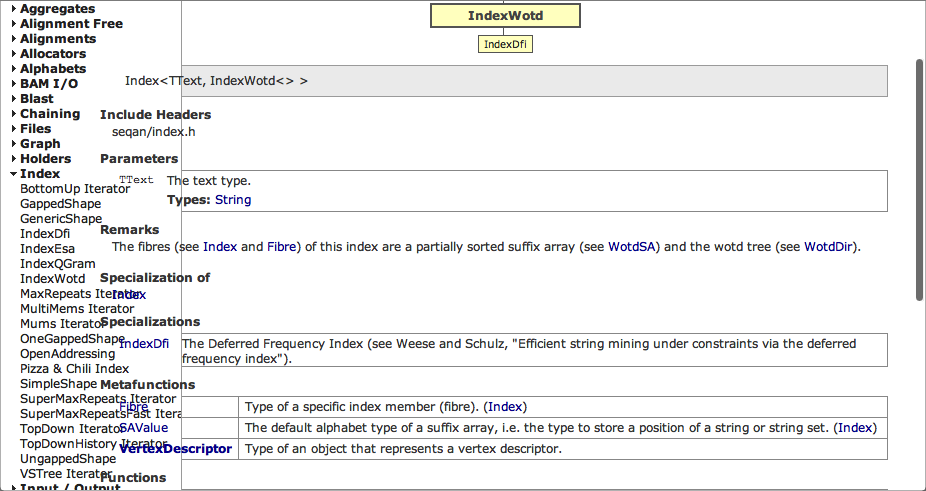 Aggregates
Alignment Free
Alignments
Allocators
Alphabets
BAM I/O
Blast
Chaining
Files
Graph
Holders
Index
BottomUp Iterator
GappedShape
GenericShape
IndexDfi
IndexEsa
IndexQGram
IndexWotd
MaxRepeats Iterator
MultiMems Iterator
Mums Iterator
OneGappedShape
OpenAddressing
Pizza & Chili Index
SimpleShape
SuperMaxRepeats Iterator
SuperMaxRepeatsFast Itera
TopDown Iterator
TopDownHistory Iterator
UngappedShape
VSTree Iterator
Input / Output
IndexWotd
IndexDfi
Index<TText, IndexWotd<> >
Include Headers
seqan/index.h
Parameters
TText The text type.
Types: String
Remarks
The fibres (see Index and Fibre) of this index are a partially sorted suffix array (see WotdSA) and the wotd tree (see WotdDir).
Specialization of
Index
Specializations
IndexDfi The Deferred Frequency Index (see Weese and Schulz, "Efficient string mining under constraints via the deferred
frequency index").
Metafunctions
Fibre Type of a specific index member (fibre). (Index)
SAValue The default alphabet type of a suffix array, i.e. the type to store a position of a string or string set. (Index)
VertexDescriptor Type of an object that represents a vertex descriptor.
Functions